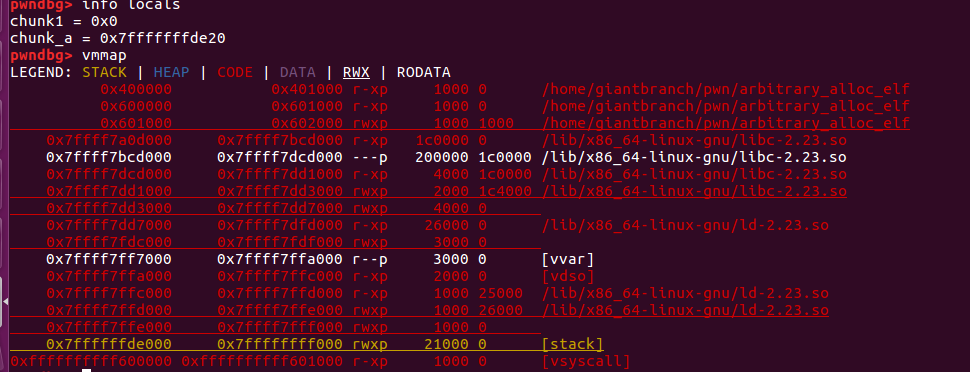 pwndbg> info locals
chunk1 = 0x0
chunk_a = 0x7fffffffde20
pwndbg> vmmap
LEGEND: STACK | HEAP | CODE | DATA | RWX | RODATA
0x400000 0x401000 r-xp 1000 0 /home/giantbranch/pwn/arbitrary_alloc_elf
0x600000 0x601000 r-xp 1000 0 /home/giantbranch/pwn/arbitrary_alloc_elf
0x601000 0x602000 rwxp 1000 1000 /home/giantbranch/pwn/arbitrary_alloc_elf
0x7ffff7a0d000 0x7ffff7bcd000 r-xp 1c0000 0 /lib/x86_64-linux-gnu/libc-2.23.so
0x7ffff7bcd000 0x7ffff7dcd000 ---p 200000 1c0000 /lib/x86_64-linux-gnu/libc-2.23.so
0x7ffff7dcd000 0x7ffff7dd1000 r-xp 4000 1c0000 /lib/x86_64-linux-gnu/libc-2.23.so
0x7ffff7dd1000 0x7ffff7dd3000 rwxp 2000 1c4000 /lib/x86_64-linux-gnu/libc-2.23.so
0x7ffff7dd3000 0x7ffff7dd7000 rwxp 4000 0
0x7ffff7dd7000 0x7ffff7dfd000 r-xp 26000 0 /lib/x86_64-linux-gnu/ld-2.23.so
0x7ffff7fdc000 0x7ffff7fdf000 rwxp 3000 0
0x7ffff7ff7000 0x7ffff7ffa000 r--p 3000 0 [vvar]
0x7ffff7ffa000 0x7ffff7ffc000 r-xp 2000 0 [vdso]
0x7ffff7ffc000 0x7ffff7ffd000 r-xp 1000 25000 /lib/x86_64-linux-gnu/ld-2.23.so
0x7ffff7ffd000 0x7ffff7ffe000 rwxp 1000 26000 /lib/x86_64-linux-gnu/ld-2.23.so
0x7ffff7ffe000 0x7ffff7fff000 rwxp 1000 0
0x7ffffffde000 0x7ffffffff000 rwxp 21000 0 [stack]
0xffffffffff600000 0xffffffffff601000 r-xp 1000 0 [vsyscall]